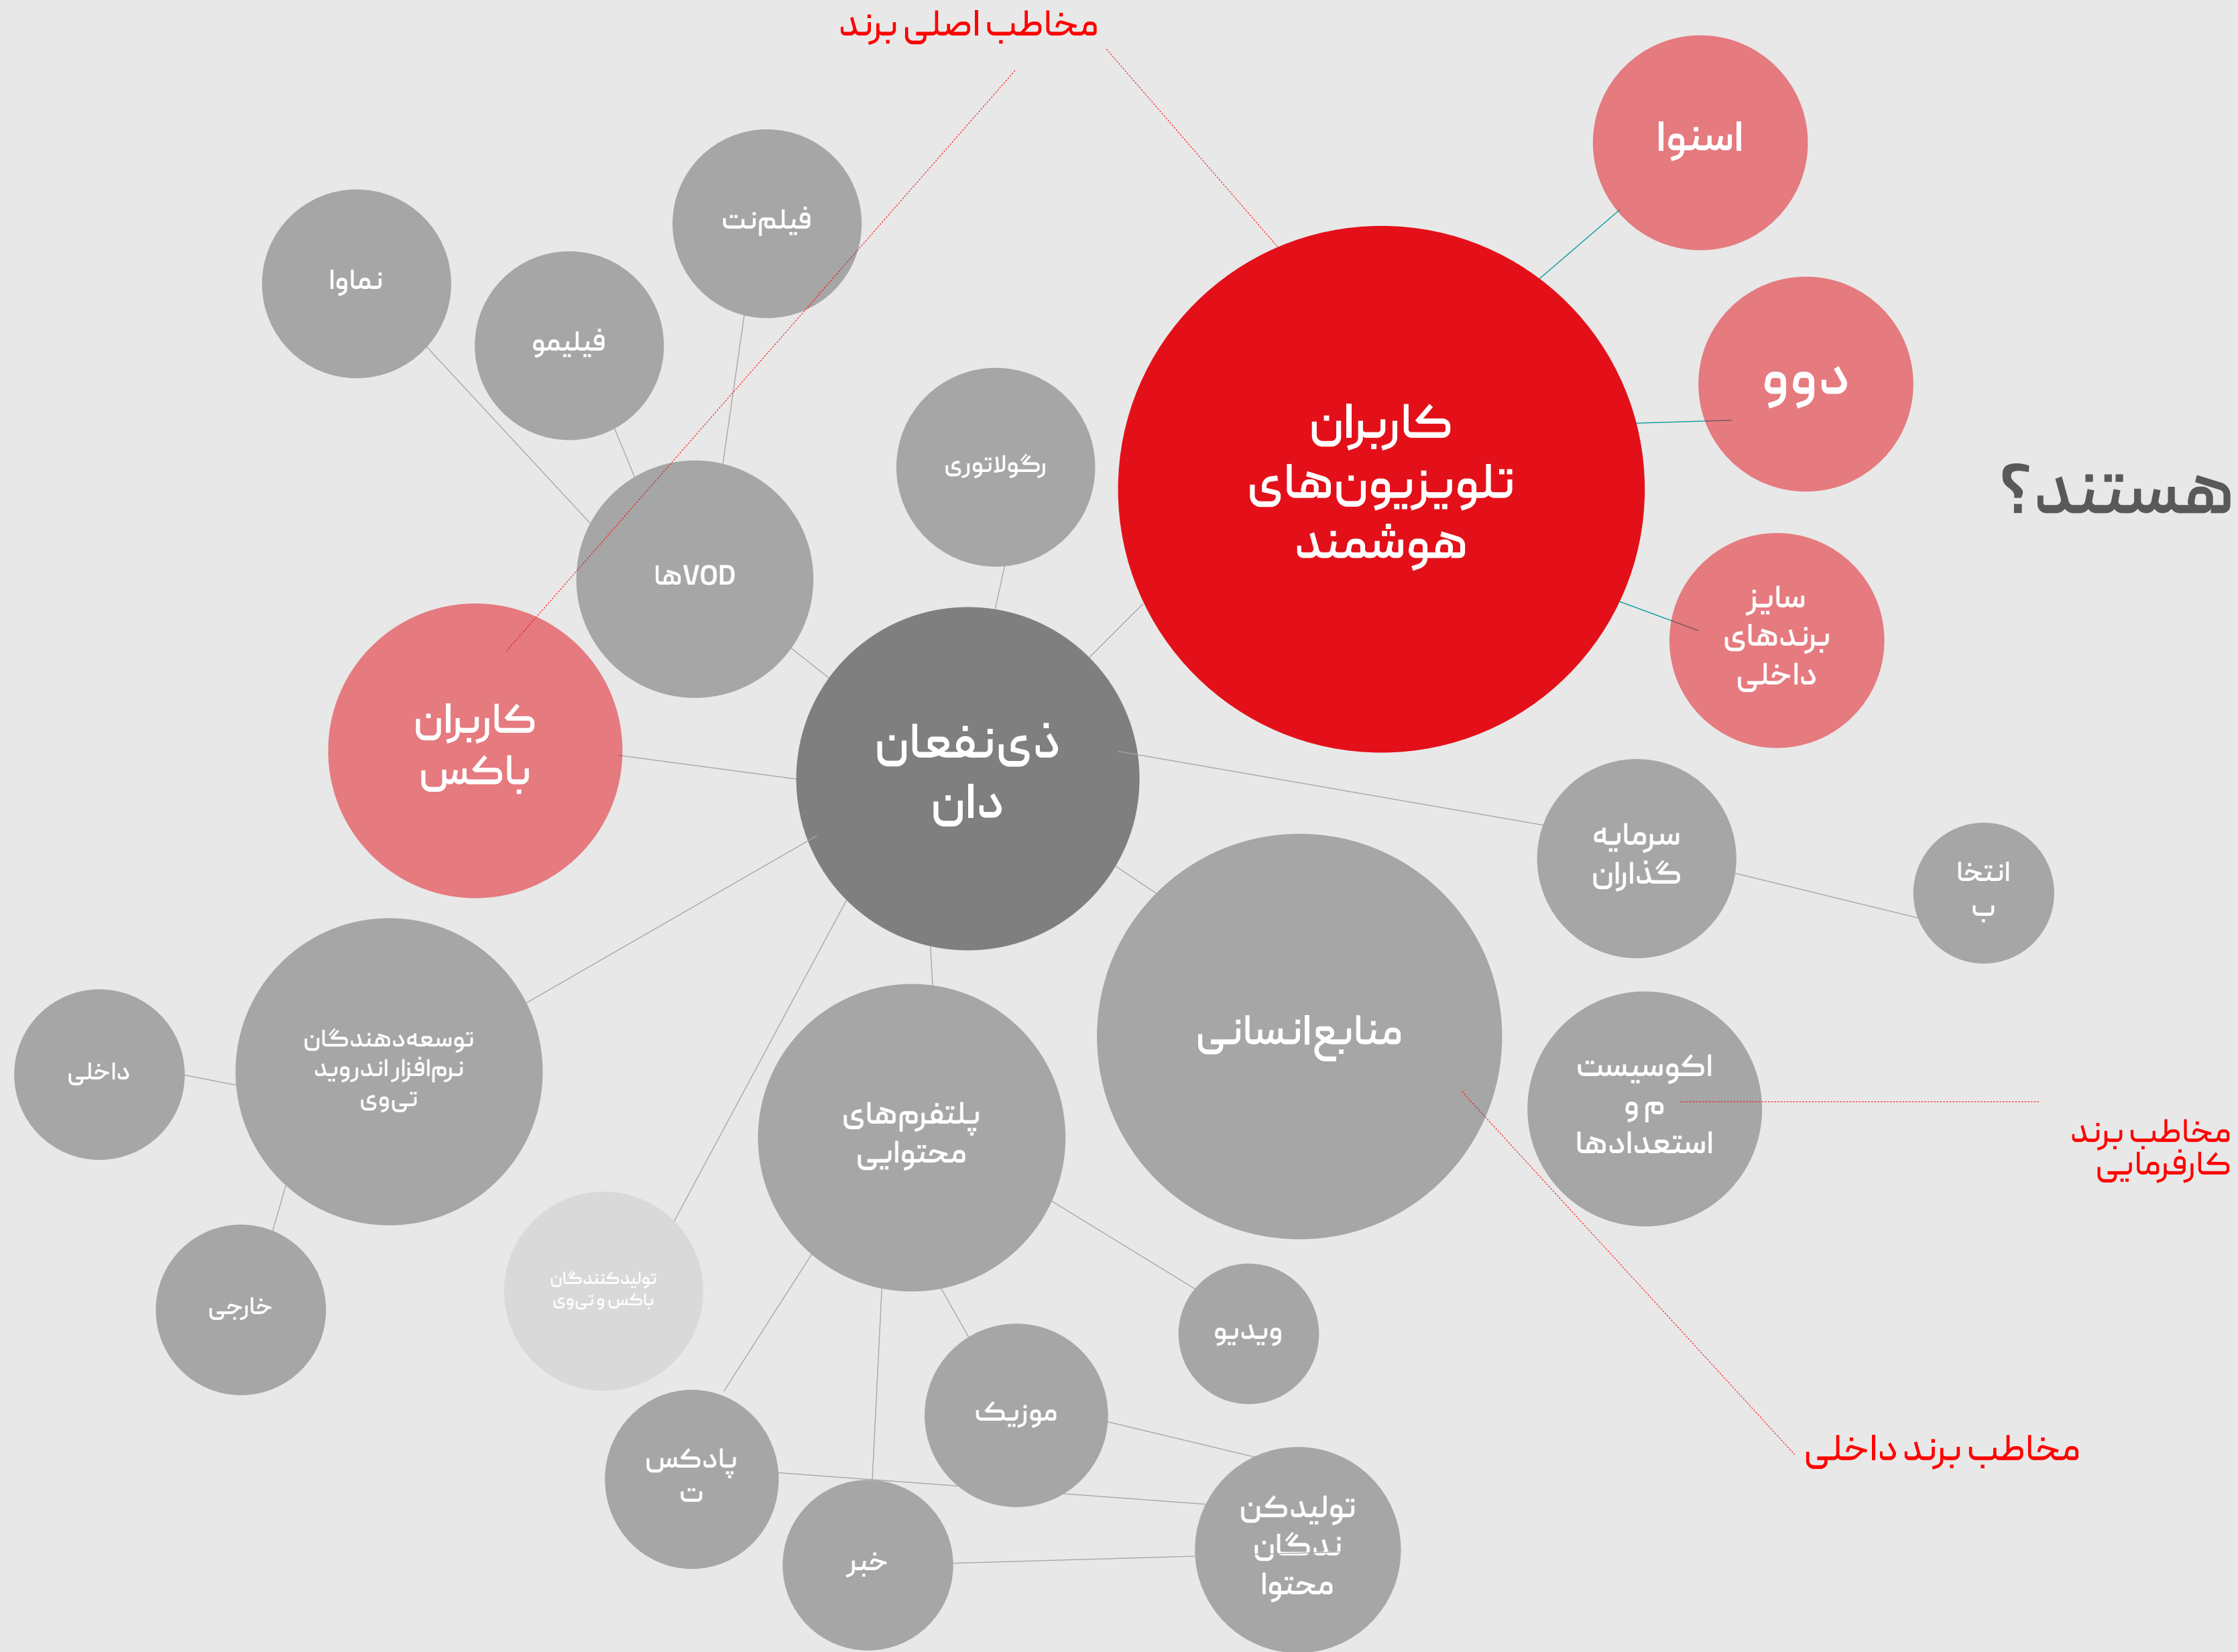 مخاطب اصلی برند
اسنوا
فیلم‌نت
نماوا
فیلیمو
دوو
هستند؟
رگولاتوری
کاربران
تلویزیون‌های
هوشمند
VODها
سایز
برندهای
داخلی
کاربران
باکس
ذی‌نفعان
دان
سرمایه
گذاران
انتخا
ب
توسعه‌دهندگان
نرم‌افزار اندروید
تی‌وی
داخلی
منابع‌انسانی
اکوسیست
م و
استعدادها
مخاطب برند
کارفرمایی
پلتفرم‌های
محتوایی
تولیدکنندگان
باکس و تی‌وی
خارجی
ویدیو
موزیک
مخاطب برند داخلی
پادکس
ت
خبر
تولیدکن
ندگان
محتوا